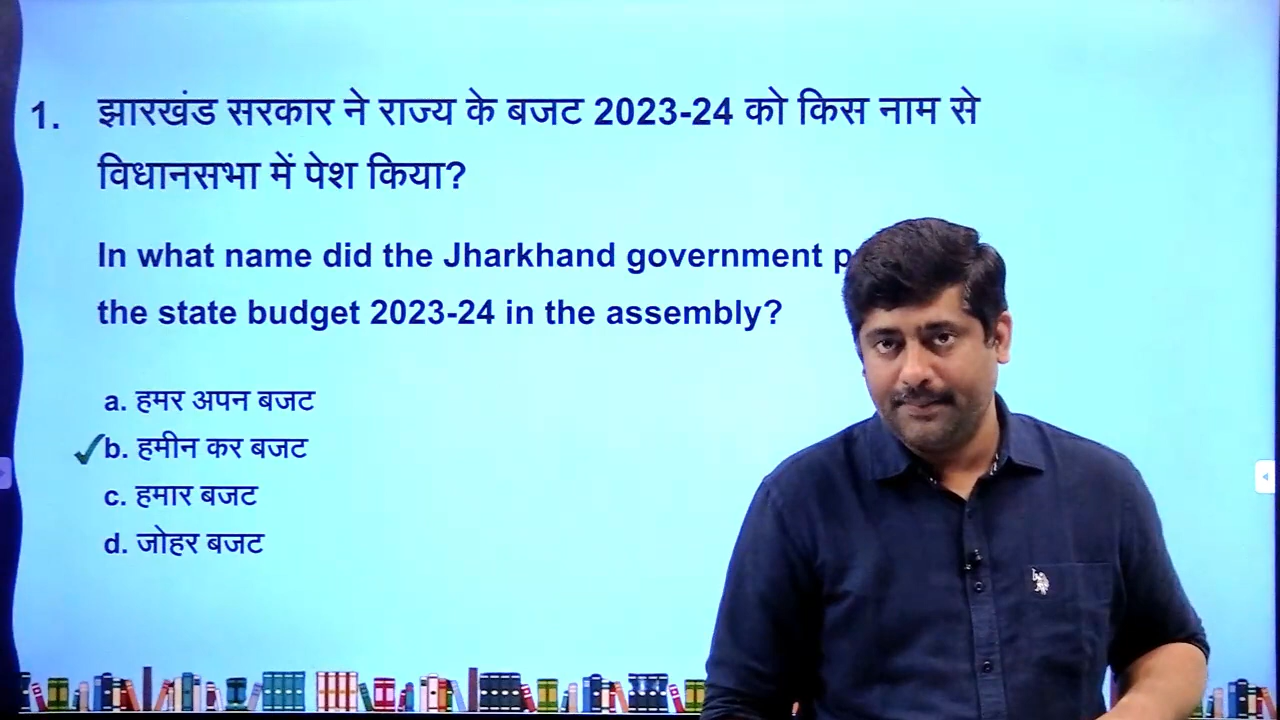 1. झारखंड सरकार ने राज्य के बजट 2023-24 को किस नाम से
विधानसभा में पेश किया?
In what name did the Jharkhand government
the state budget 2023-24 in the assembly?
a. हमर अपन बजट
b. हमीन कर बजट
c. हमार बजट
d. जोहर बजट